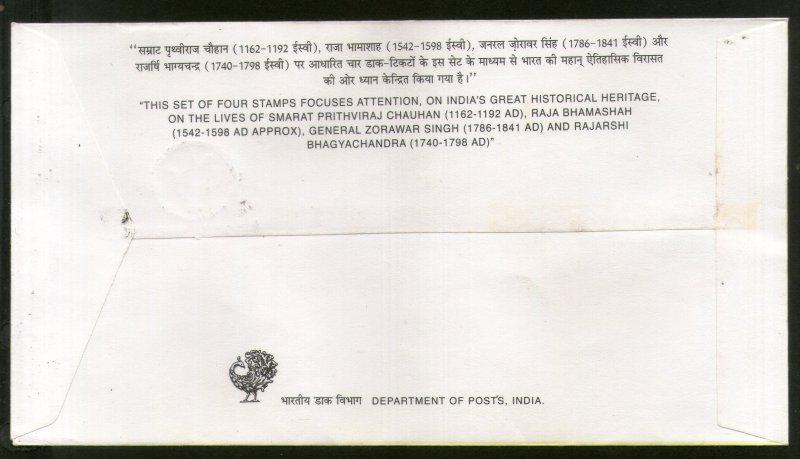 “सम्राट पृथ्वीराज चौहान (1162-1192 ईस्वी), राजा भामाशाह (1542-1598 ईस्वी), जनरल ज़ोरावर सिंह (1786-1841 ईस्वी) और
राजर्षि भाग्यचन्द्र (1740-1798 ईस्वी) पर आधारित चार डाक-टिकटों के इस सेट के माध्यम से भारत की महान् ऐतिहासिक विरासत
की ओर ध्यान केन्द्रित किया गया है।”
"THIS SET OF FOUR STAMPS FOCUSES ATTENTION, ON INDIA'S GREAT HISTORICAL HERITAGE,
ON THE LIVES OF SMARAT PRITHVIRAJ CHAUHAN (1162-1192 AD), RAJA BHAMASHAH
(1542-1598 AD APPROX), GENERAL ZORAWAR SINGH (1786-1841 AD) AND RAJARSHI
BHAGYACHANDRA (1740-1798 AD)"
भारतीय डाक विभाग DEPARTMENT OF POSTS, INDIA.